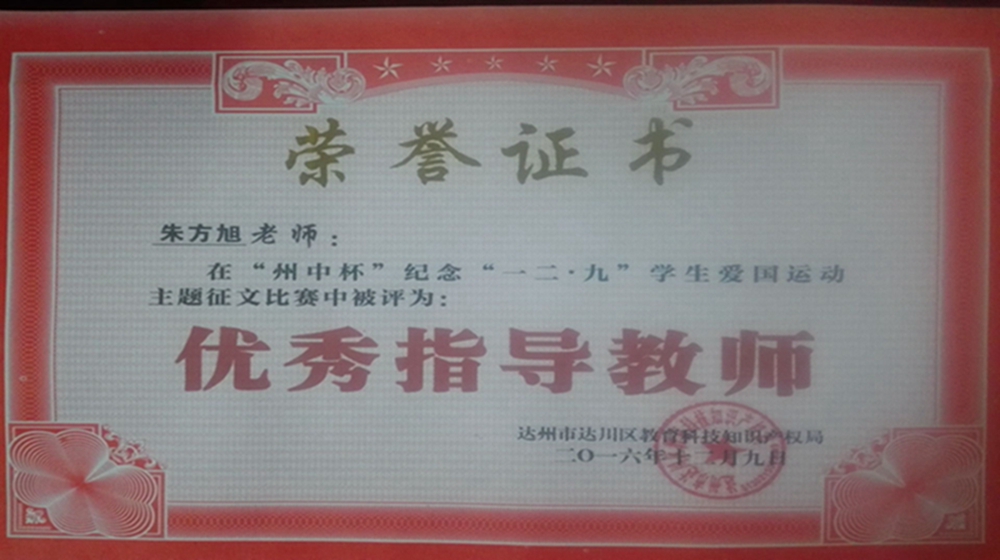 荣誉证书
朱方旭老师：
在“州中杯”纪念“一二·九”学生爱国运动
主题征文比赛中被评为：
优秀指导教师
达州市达川区教育科技知识产权局
二〇一六年十二月九日